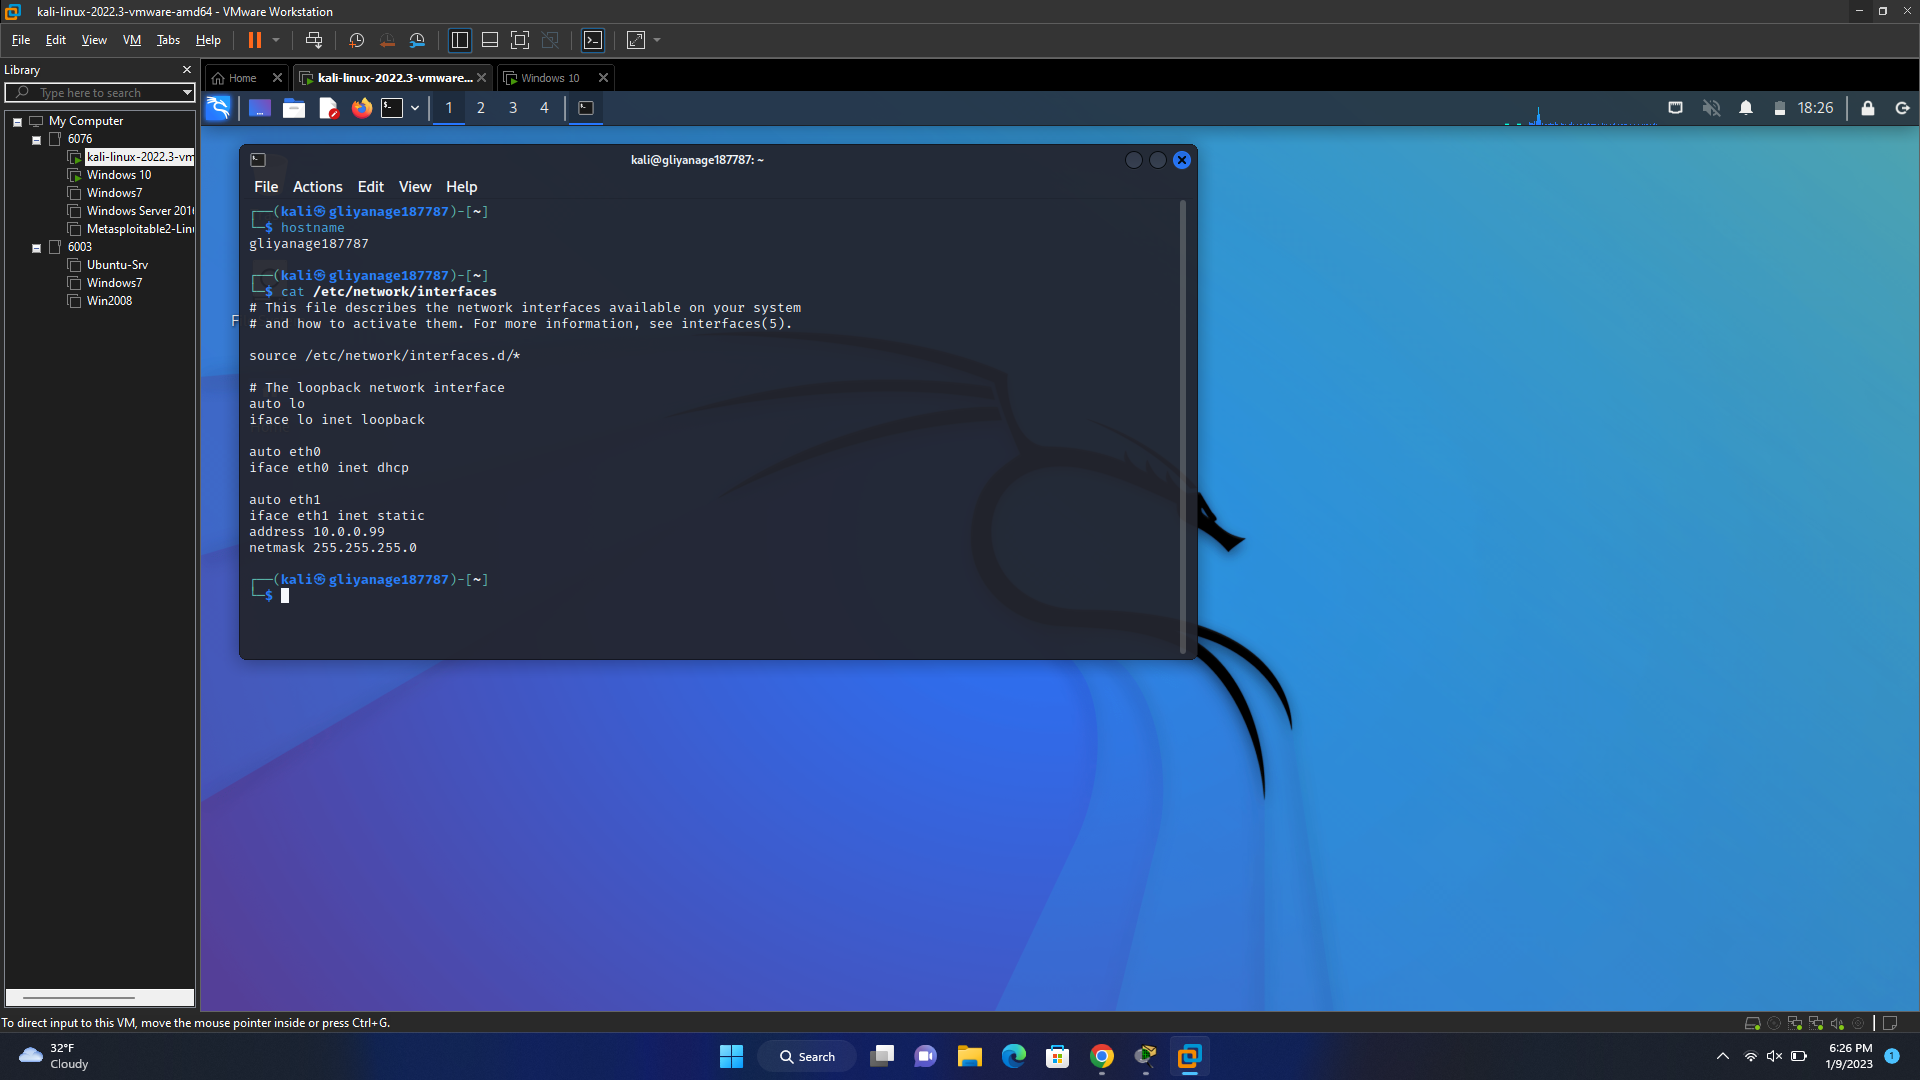 kali-linux-2022.3-vmware-amd64 - VMware Workstation
File Edit View VM Tabs Help
Library
Type here to search
My Computer
6076
kali-linux-2022.3-vm
Windows 10
Windows7
Windows Server 201
Metasploitable2-Lin
6003
Ubuntu-Srv
Windows7
Win2008
Home
kali-linux-2022.3-vmware...
Windows 10
1 2 3 4
18:26
kali@gliyanage187787: ~
File Actions Edit View Help
┌──(kali㉿gliyanage187787)-[~]
└─$ hostname
gliyanage187787
┌──(kali㉿gliyanage187787)-[~]
└─$ cat /etc/network/interfaces
# This file describes the network interfaces available on your system
# and how to activate them. For more information, see interfaces(5).
source /etc/network/interfaces.d/*
# The loopback network interface
auto lo
iface lo inet loopback
auto eth0
iface eth0 inet dhcp
auto eth1
iface eth1 inet static
address 10.0.0.99
netmask 255.255.255.0
┌──(kali㉿gliyanage187787)-[~]
└─$
F
To direct input to this VM, move the mouse pointer inside or press Ctrl+G.
32°F
Cloudy
Search
6:26 PM
1/9/2023
1